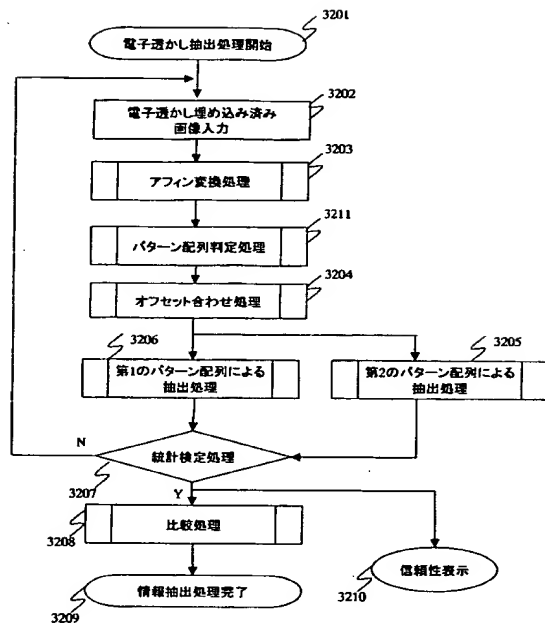 3201
電子透かし抽出処理開始
3202
電子透かし埋め込み済み
画像入力
3203
アフィン変換処理
3211
パターン配列判定処理
3204
オフセット合わせ処理
3206
第1のパターン配列による
抽出処理
3205
第2のパターン配列による
抽出処理
N
統計検定処理
3207
Y
比較処理
3208
信頼性表示
3210
情報抽出処理完了
3209